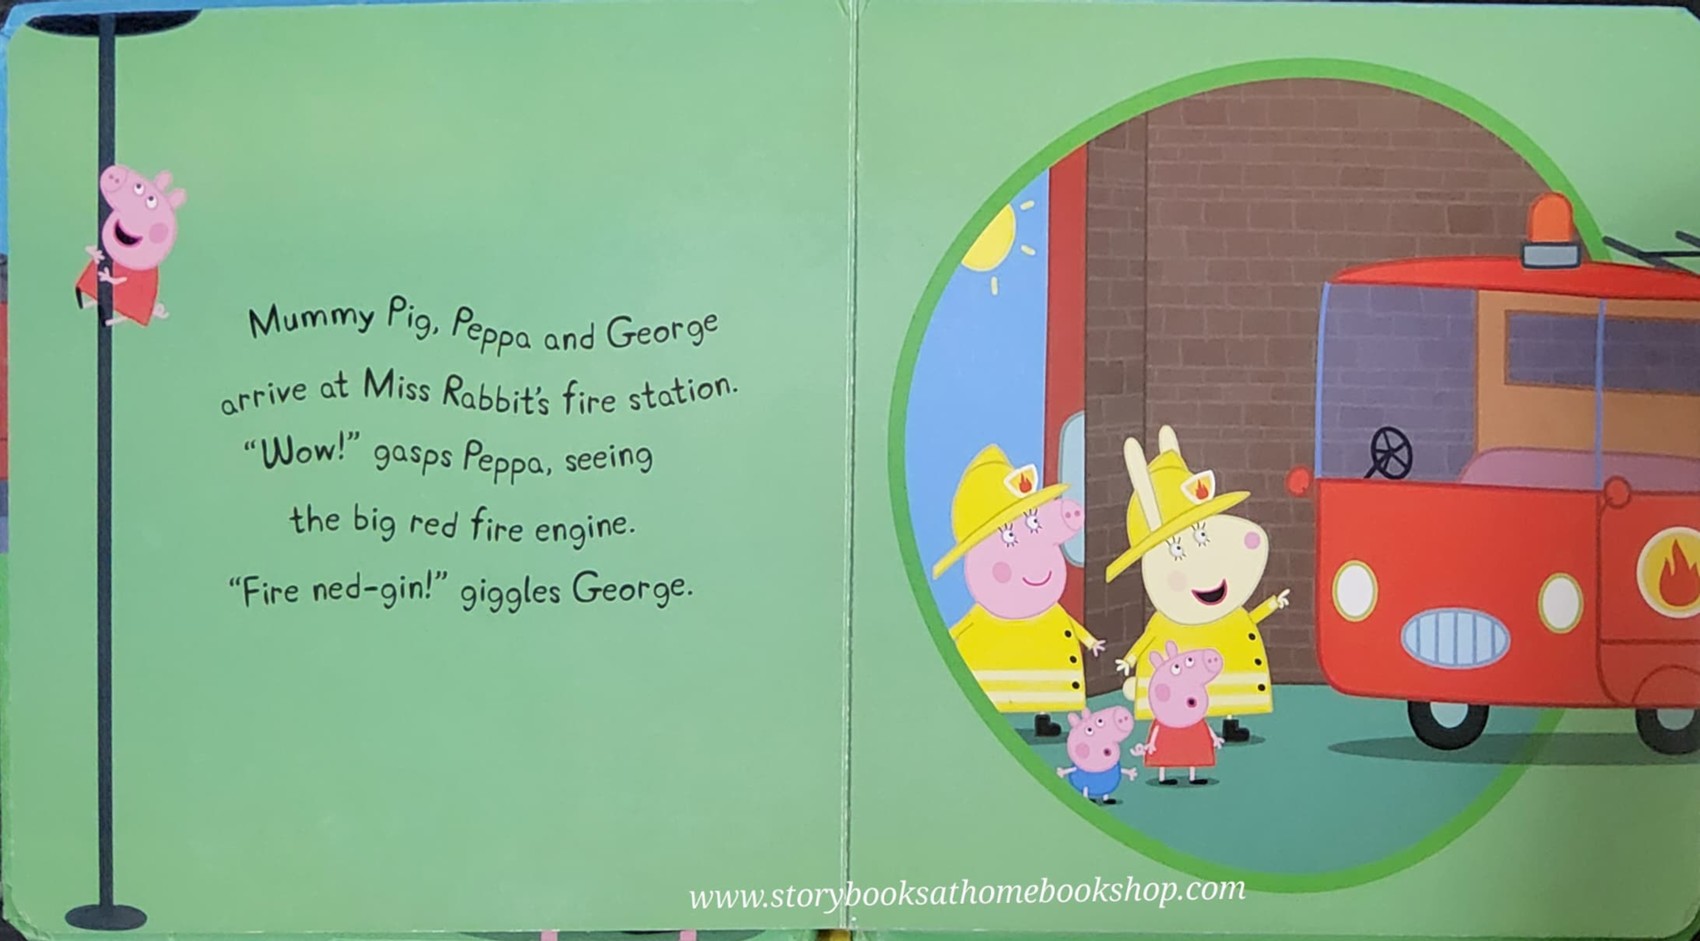 Mummy Pig, Peppa and George
arrive at Miss Rabbit's fire station.
“Wow!” gasps Peppa, seeing
the big red fire engine.
“Fire ned-gin!” giggles George.
www.storybooksathomebookshop.com